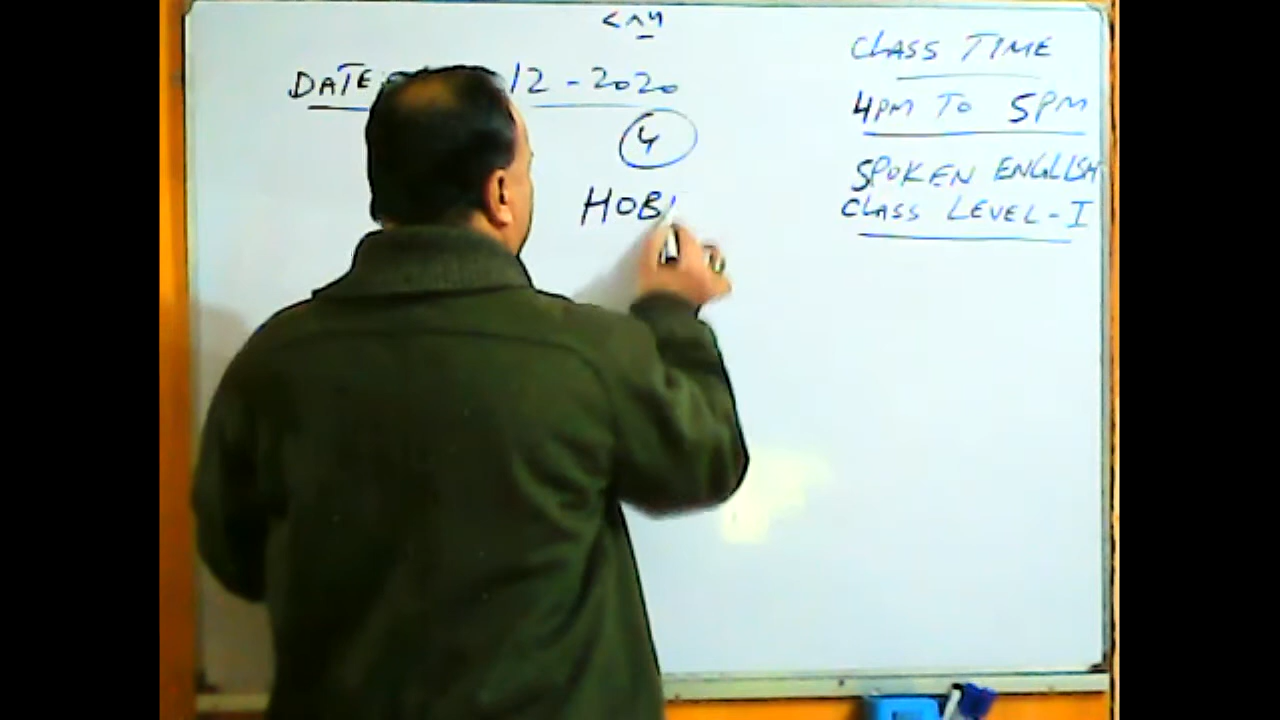 DATE 12-2020
4
HOB
CLASS TIME
4PM TO 5PM
SPOKEN ENGLISH
CLASS LEVEL-I